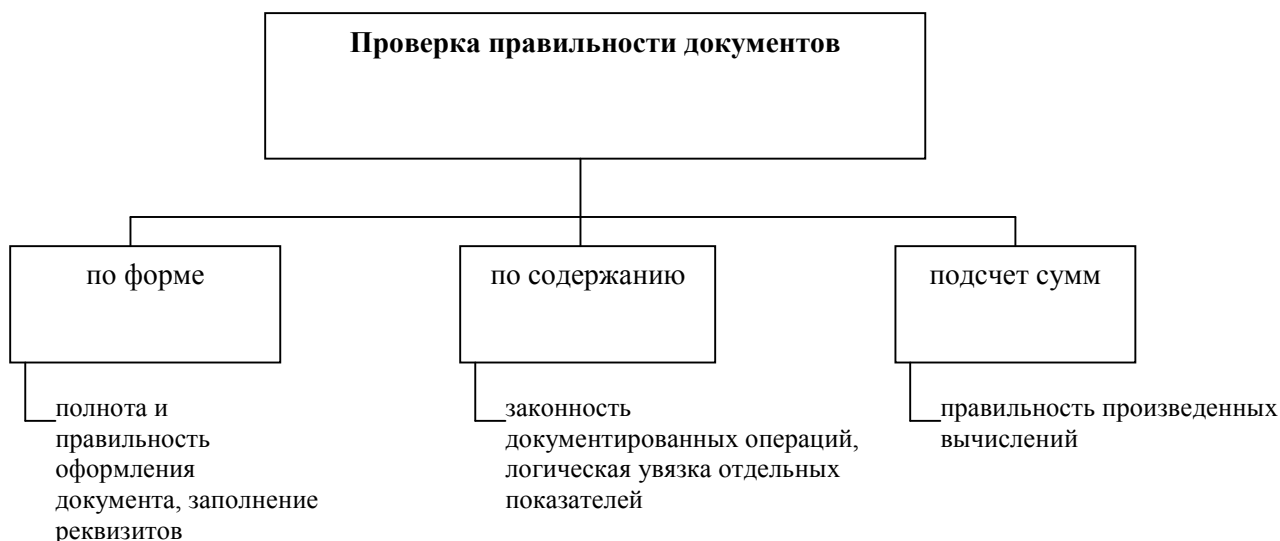 Проверка правильности документов
по форме
по содержанию
подсчет сумм
полнота и
правильность
оформления
документа, заполнение
реквизитов
законность
документированных операций,
логическая увязка отдельных
показателей
правильность произведенных
вычислений